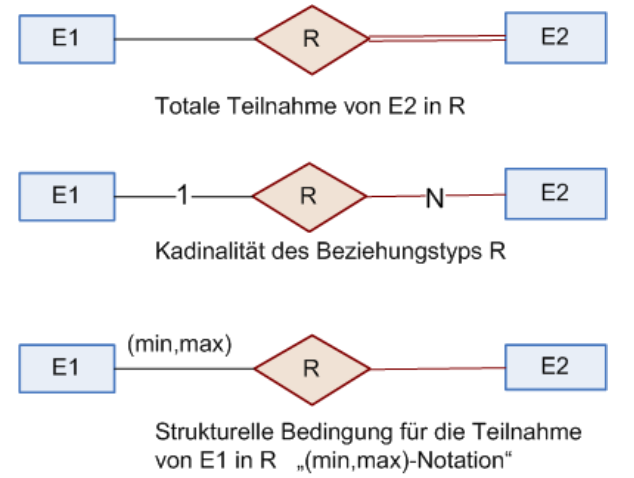 E1 R E2
Totale Teilnahme von E2 in R
E1 1 R N E2
Kadinalität des Beziehungstyps R
(min,max)
E1 R E2
Strukturelle Bedingung für die Teilnahme
von E1 in R „(min,max)-Notation“